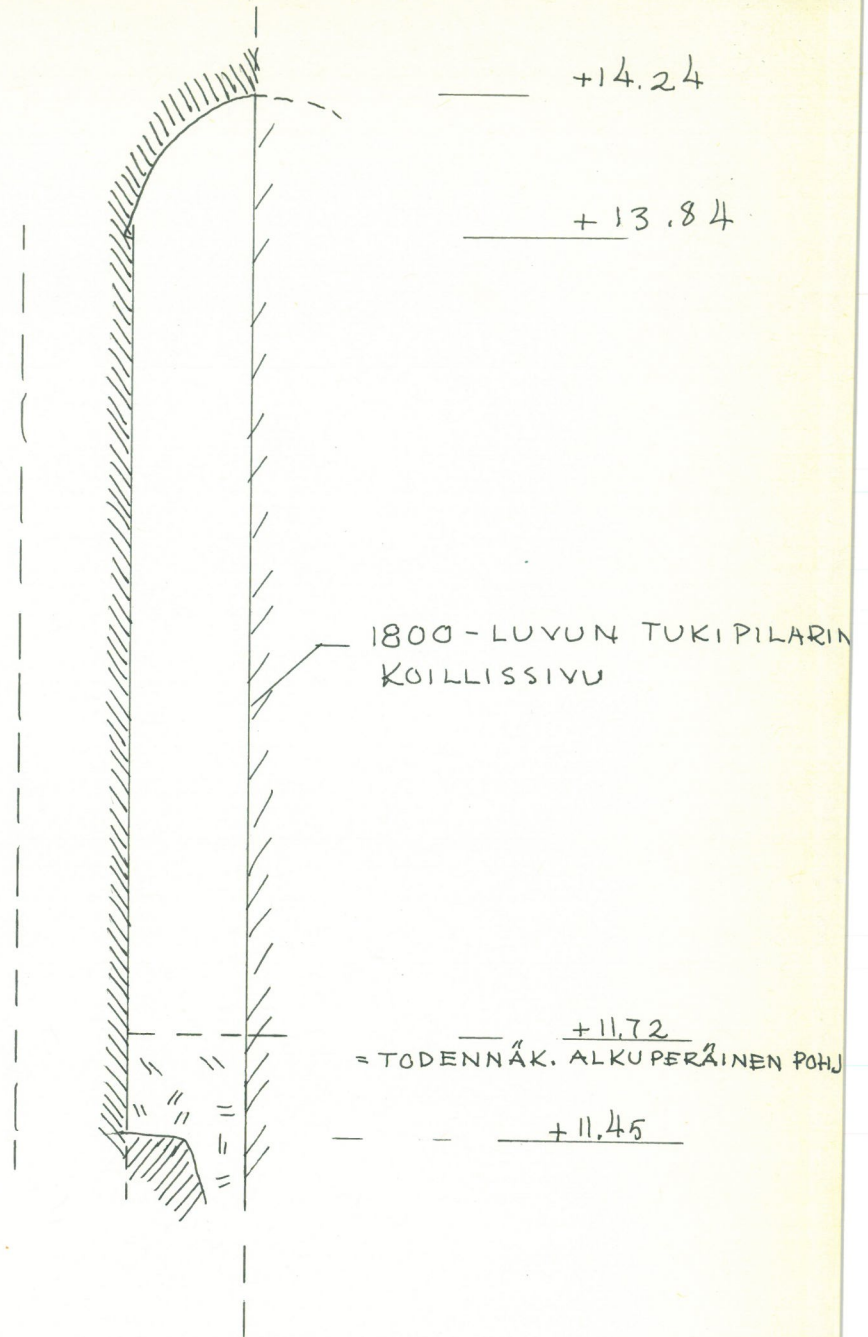 +14.24
+13.84
1800-LUVUN TUKIPILARIN
KOILLISSIVU
+11.72
= TODENNÄK. ALKUPERÄINEN POHJ
+11.45